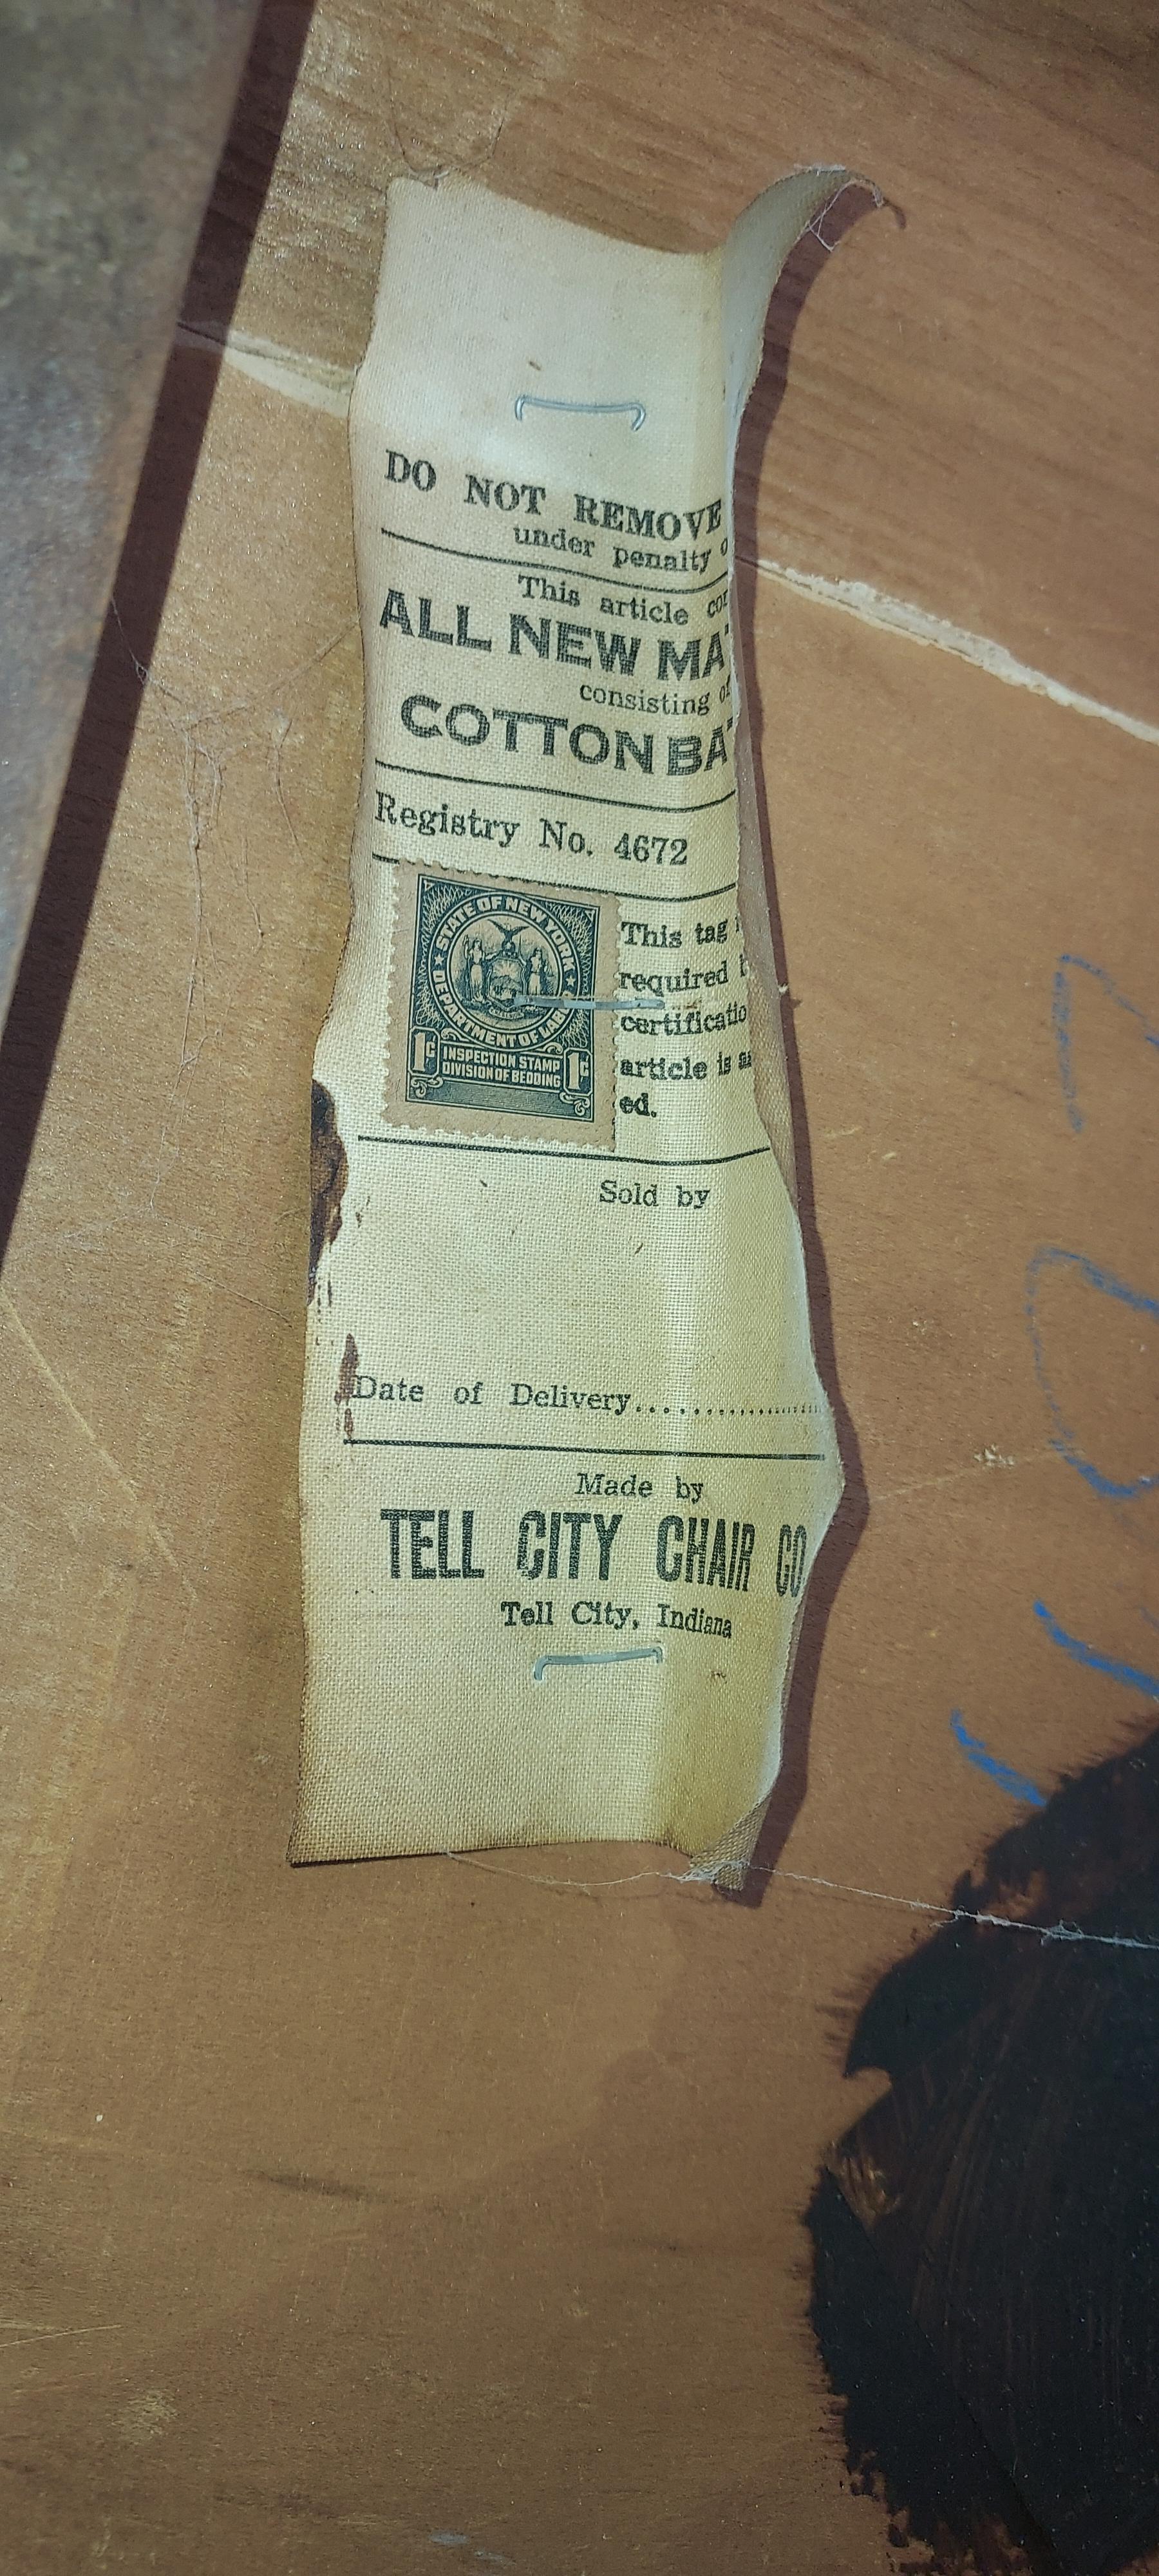 DO NOT REMOVE
under penalty o
This article con
ALL NEW MA
consisting of
COTTON BA
Registry No. 4672
STATE OF NEW YORK
DEPARTMENT OF LABOR
1c INSPECTION STAMP 1c
DIVISION OF BEDDING
This tag
required b
certificatio
article is
ed.
Sold by
Date of Delivery....................
Made by
TELL CITY CHAIR CO
Tell City, Indiana